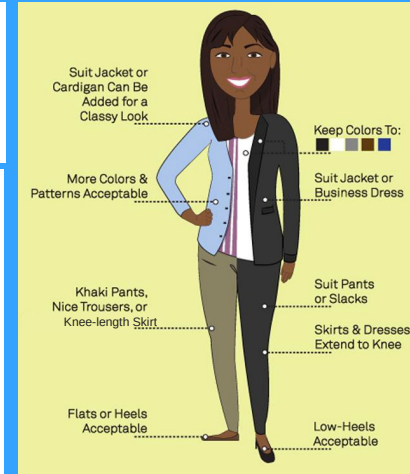 Suit Jacket or
Cardigan Can Be
Added for a
Classy Look
More Colors &
Patterns Acceptable
Khaki Pants,
Nice Trousers, or
Knee-length Skirt
Flats or Heels
Acceptable
Keep Colors To:
Suit Jacket or
Business Dress
Suit Pants
or Slacks
Skirts & Dresses
Extend to Knee
Low-Heels
Acceptable